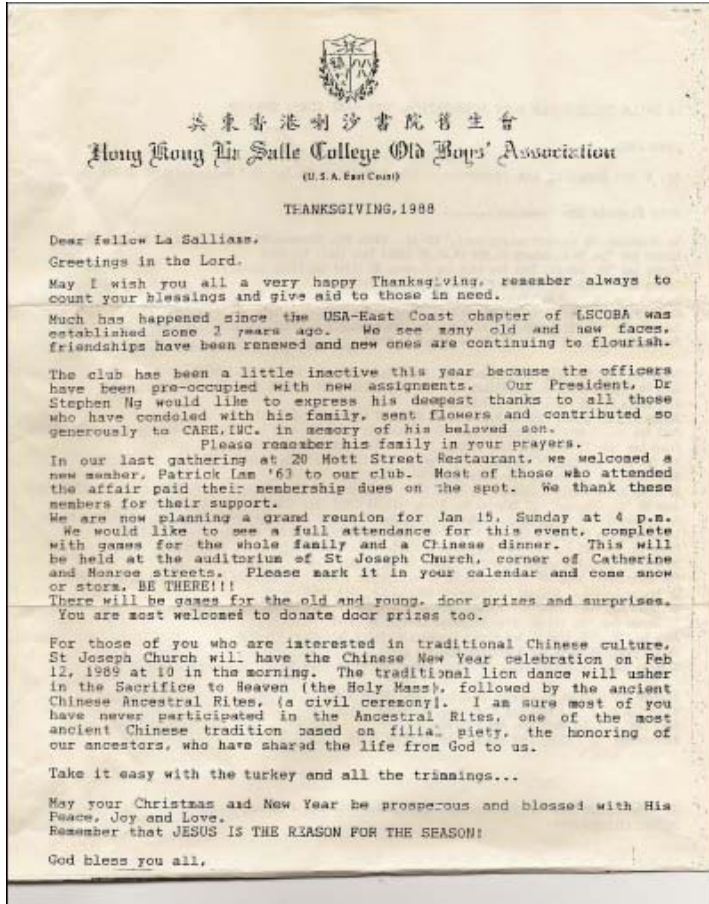 美東香港喇沙書院舊生會
Hong Kong La Salle College Old Boys' Association
(U.S.A. East Coast)
THANKSGIVING,1988
Dear fellow La Sallians,
Greetings in the Lord.
May I wish you all a very happy Thanksgiving, remember always to
count your blessings and give aid to those in need.
Much has happened since the USA-East Coast chapter of LSCOBA was
established some 2 years ago. We see many old and new faces,
friendships have been renewed and new ones are continuing to flourish.
The club has been a little inactive this year because the officers
have been pre-occupied with new assignments. Our President, Dr
Stephen Ng would like to express his deepest thanks to all those
who have condoled with his family, sent flowers and contributed so
generously to CARE,INC. in memory of his beloved son.
Please remember his family in your prayers.
In our last gathering at 20 Mott Street Restaurant, we welcomed a
new member, Patrick Lam '63 to our club. Most of those who attended
the affair paid their membership dues on the spot. We thank these
members for their support.
We are now planning a grand reunion for Jan 15, Sunday at 4 p.m.
We would like to see a full attendance for this event, complete
with games for the whole family and a Chinese dinner. This will
be held at the auditorium of St Joseph Church, corner of Catherine
and Monroe streets. Please mark it in your calendar and come snow
or storm, BE THERE!!!
There will be games for the old and young, door prizes and surprises.
You are most welcomed to donate door prizes too.
For those of you who are interested in traditional Chinese culture,
St Joseph Church will have the Chinese New Year celebration on Feb
12, 1989 at 10 in the morning. The traditional lion dance will usher
in the Sacrifice to Heaven (the Holy Mass), followed by the ancient
Chinese Ancestral Rites, (a civil ceremony). I am sure most of you
have never participated in the Ancestral Rites, one of the most
ancient Chinese tradition based on filial piety, the honoring of
our ancestors, who have shared the life from God to us.
Take it easy with the turkey and all the trimmings...
May your Christmas and New Year be prosperous and blessed with His
Peace, Joy and Love.
Remember that JESUS IS THE REASON FOR THE SEASON!
God bless you all,